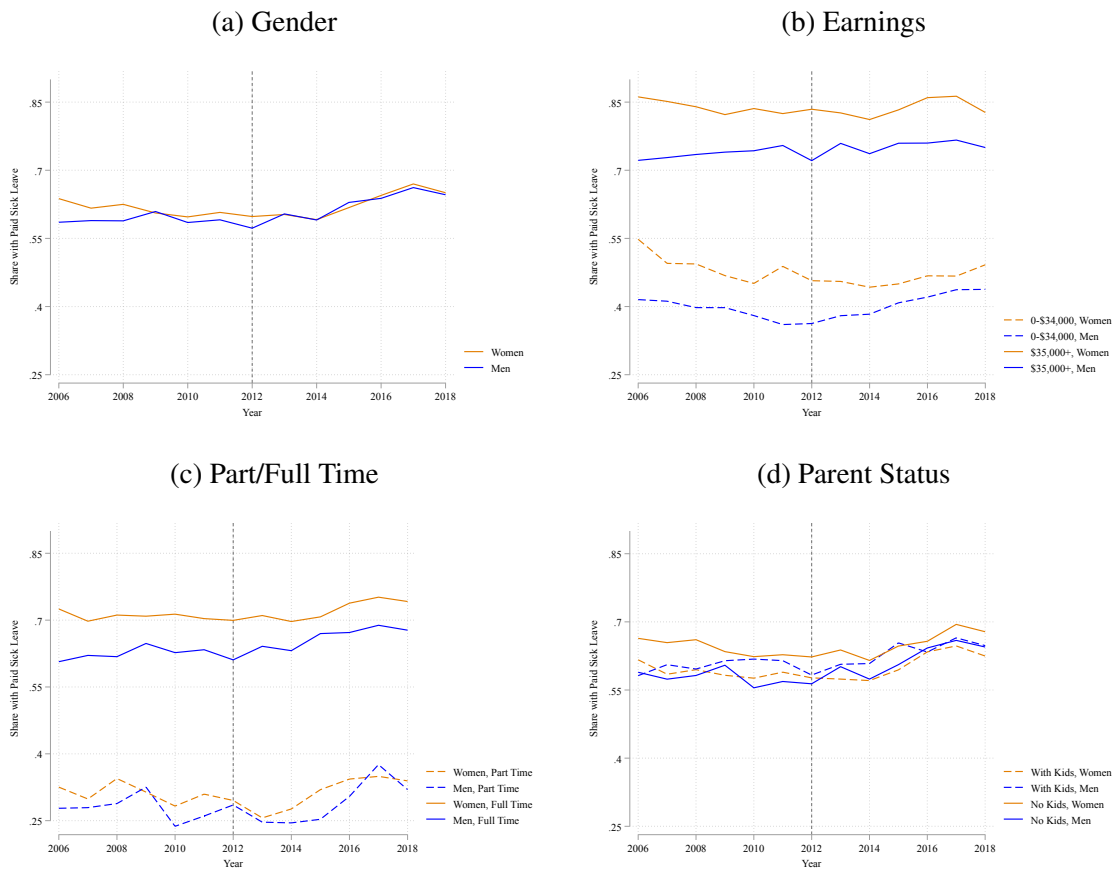 (a) Gender
Share with Paid Sick Leave
.85
.7
.55
.4
.25
2006 2008 2010 2012 2014 2016 2018
Year
Women
Men
(b) Earnings
Share with Paid Sick Leave
.85
.7
.55
.4
.25
2006 2008 2010 2012 2014 2016 2018
Year
0-$34,000, Women
0-$34,000, Men
$35,000+, Women
$35,000+, Men
(c) Part/Full Time
Share with Paid Sick Leave
.85
.7
.55
.4
.25
2006 2008 2010 2012 2014 2016 2018
Year
Women, Part Time
Men, Part Time
Women, Full Time
Men, Full Time
(d) Parent Status
Share with Paid Sick Leave
.85
.7
.55
.4
.25
2006 2008 2010 2012 2014 2016 2018
Year
With Kids, Women
With Kids, Men
No Kids, Women
No Kids, Men